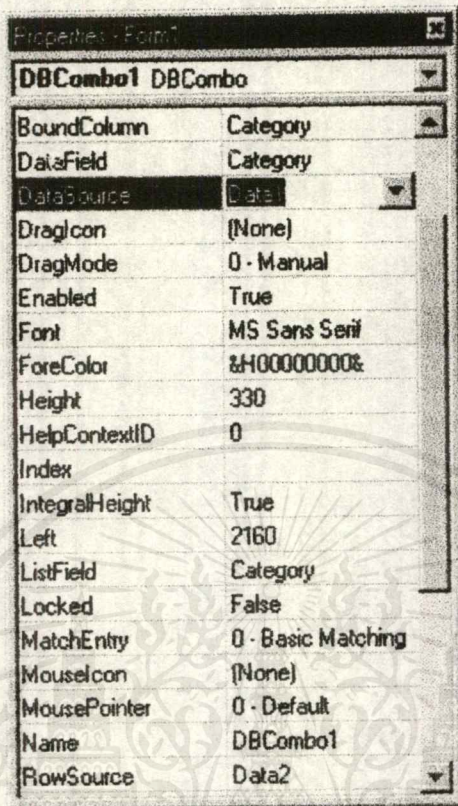 Properties - Form1
DBCombo1 DBCombo
BoundColumn Category
DataField Category
DataSource Data1
DragIcon (None)
DragMode 0 - Manual
Enabled True
Font MS Sans Serif
ForeColor &H00000000&
Height 330
HelpContextID 0
Index
IntegralHeight True
Left 2160
ListField Category
Locked False
MatchEntry 0 - Basic Matching
MouseIcon (None)
MousePointer 0 - Default
Name DBCombo1
RowSource Data2